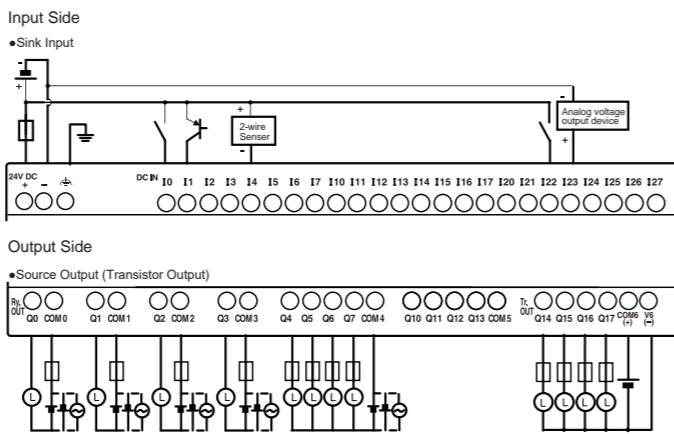 Input Side
●Sink Input
-
+
+
2-wire
Senser
-
-
Analog voltage
output device
+
24V DC
+ −
DC IN I0 I1 I2 I3 I4 I5 I6 I7 I10 I11 I12 I13 I14 I15 I16 I17 I20 I21 I22 I23 I24 I25 I26 I27
Output Side
●Source Output (Transistor Output)
Ry.
OUT Q0 COM0 Q1 COM1 Q2 COM2 Q3 COM3 Q4 Q5 Q6 Q7 COM4 Q10 Q11 Q12 Q13 COM5
Tr.
OUT Q14 Q15 Q16 Q17 COM6 V6
(+) (−)
L L L L L L L L L L L L